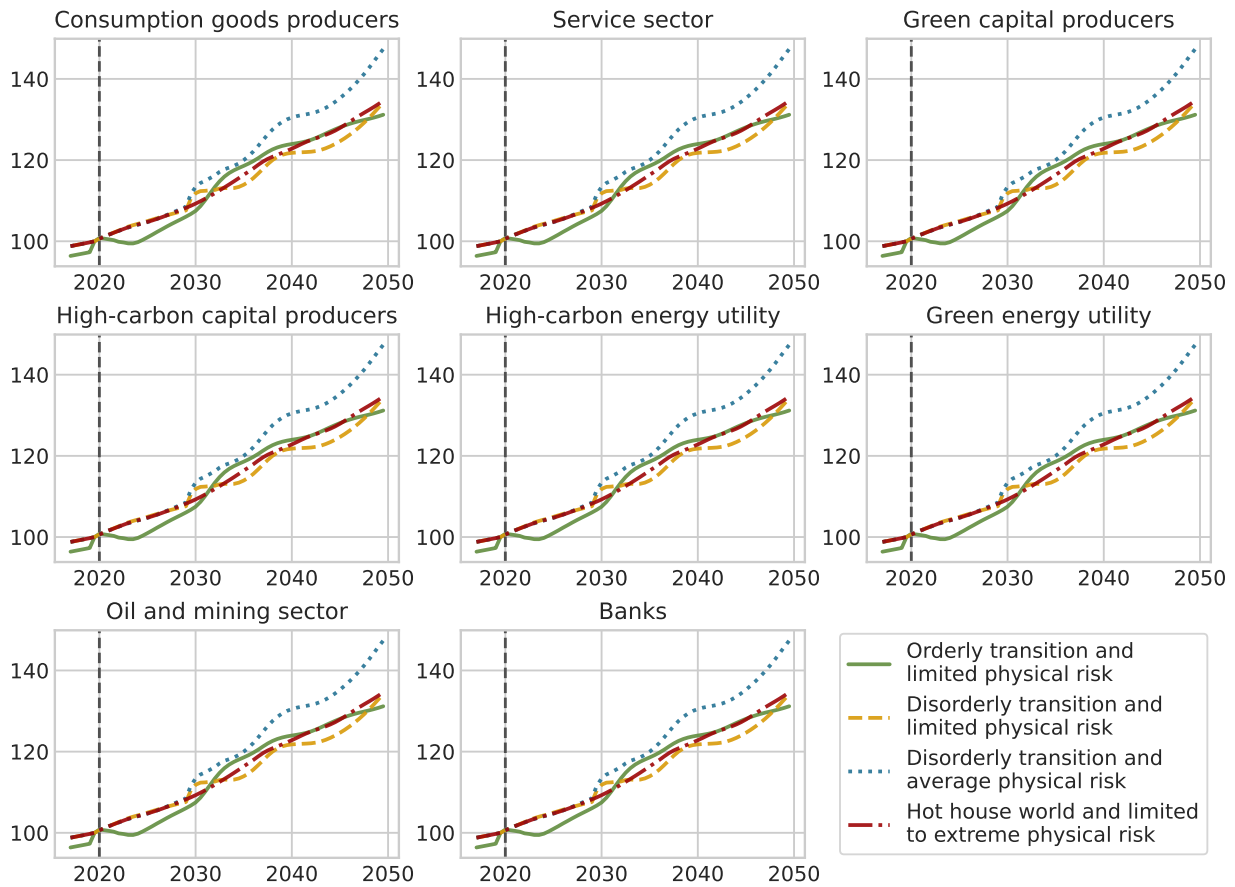 Consumption goods producers
Service sector
Green capital producers
140
120
100
2020 2030 2040 2050
140
120
100
2020 2030 2040 2050
140
120
100
2020 2030 2040 2050
High-carbon capital producers
High-carbon energy utility
Green energy utility
140
120
100
2020 2030 2040 2050
140
120
100
2020 2030 2040 2050
140
120
100
2020 2030 2040 2050
Oil and mining sector
Banks
140
120
100
2020 2030 2040 2050
140
120
100
2020 2030 2040 2050
Orderly transition and
limited physical risk
Disorderly transition and
limited physical risk
Disorderly transition and
average physical risk
Hot house world and limited
to extreme physical risk